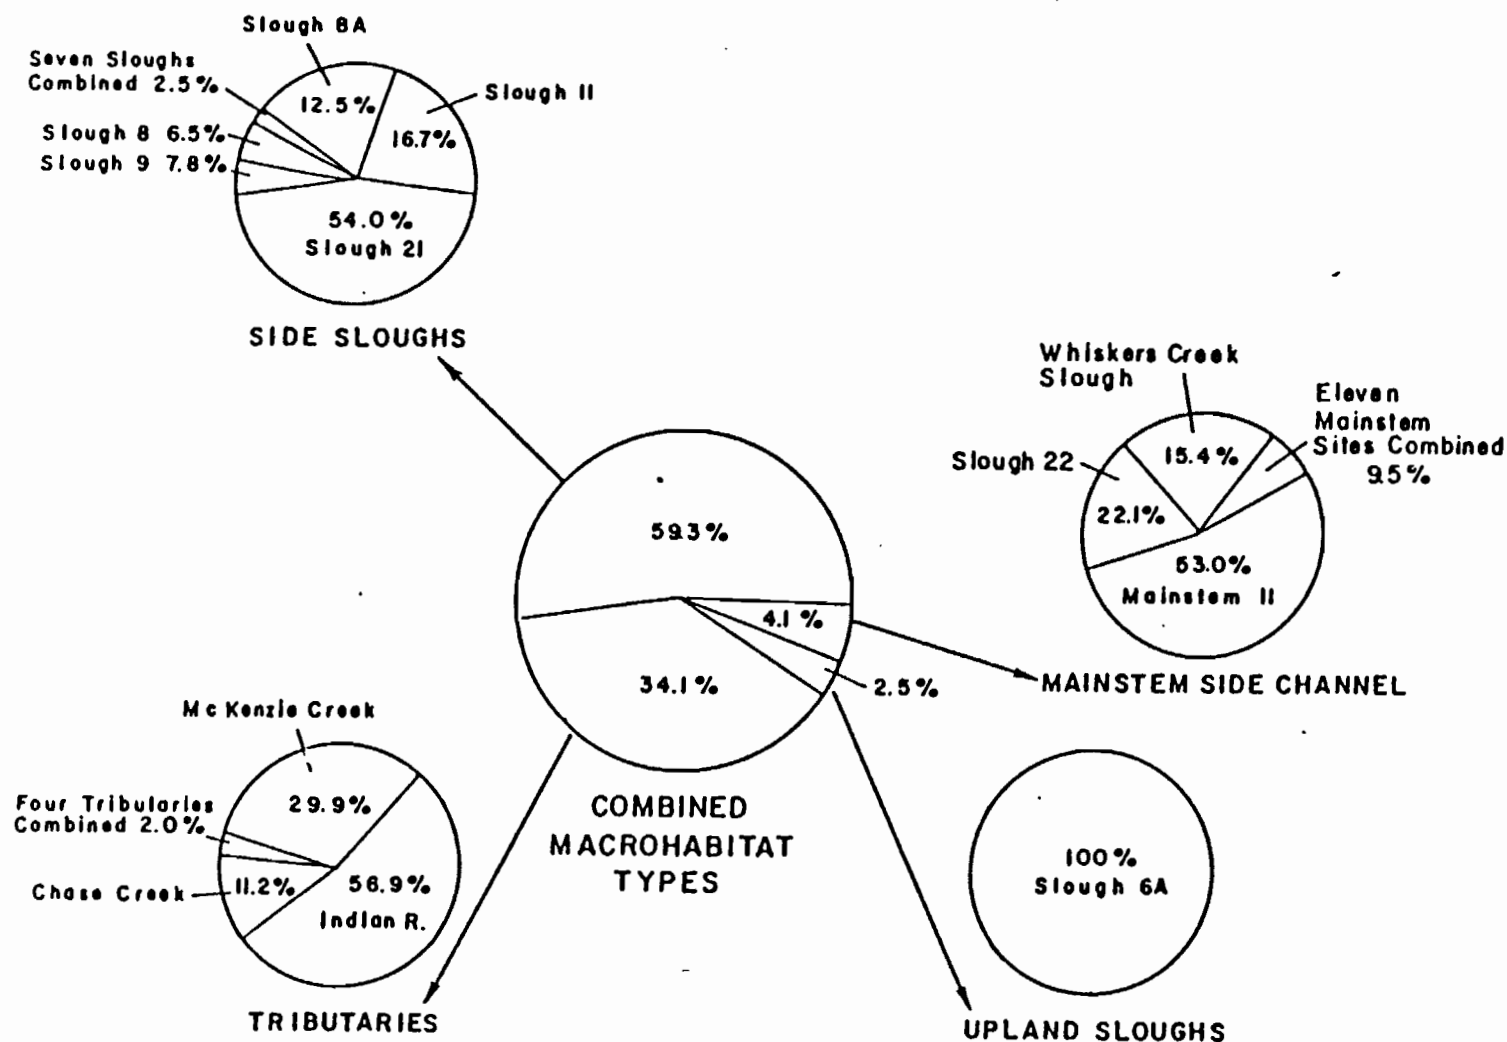 Slough 8A
Seven Sloughs
Combined 2.5%
12.5%
Slough 11
16.7%
Slough 8 6.5%
Slough 9 7.8%
54.0%
Slough 21
SIDE SLOUGHS
Whiskers Creek
Slough
Eleven
Mainstem
Sites Combined
9.5%
Slough 22
15.4%
22.1%
53.0%
Mainstem 11
MAINSTEM SIDE CHANNEL
59.3%
4.1%
2.5%
34.1%
COMBINED
MACROHABITAT
TYPES
McKenzie Creek
29.9%
Four Tributaries
Combined 2.0%
Chase Creek
11.2%
56.9%
Indian R.
TRIBUTARIES
100%
Slough 6A
UPLAND SLOUGHS